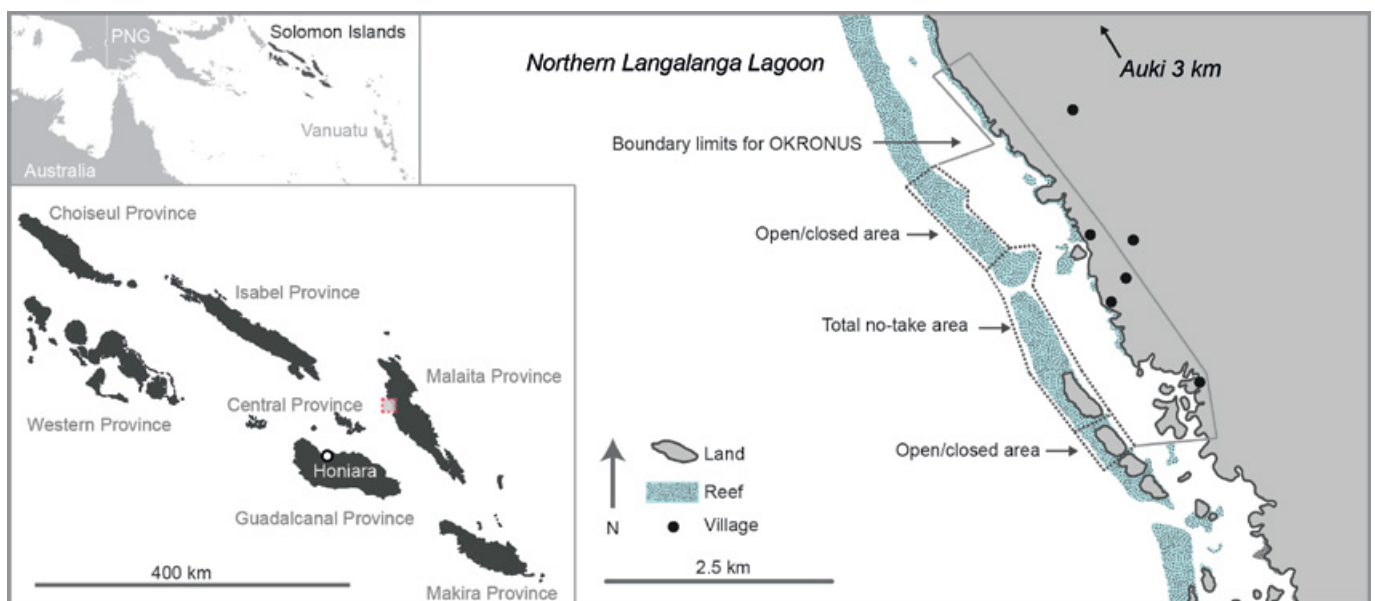 PNG
Solomon Islands
Vanuatu
Australia
Choiseul Province
Isabel Province
Malaita Province
Central Province
Western Province
Honiara
Guadalcanal Province
400 km
Makira Province
Northern Langalanga Lagoon
Auki 3 km
Boundary limits for OKRONUS
Open/closed area
Total no-take area
Open/closed area
Land
Reef
Village
N
2.5 km